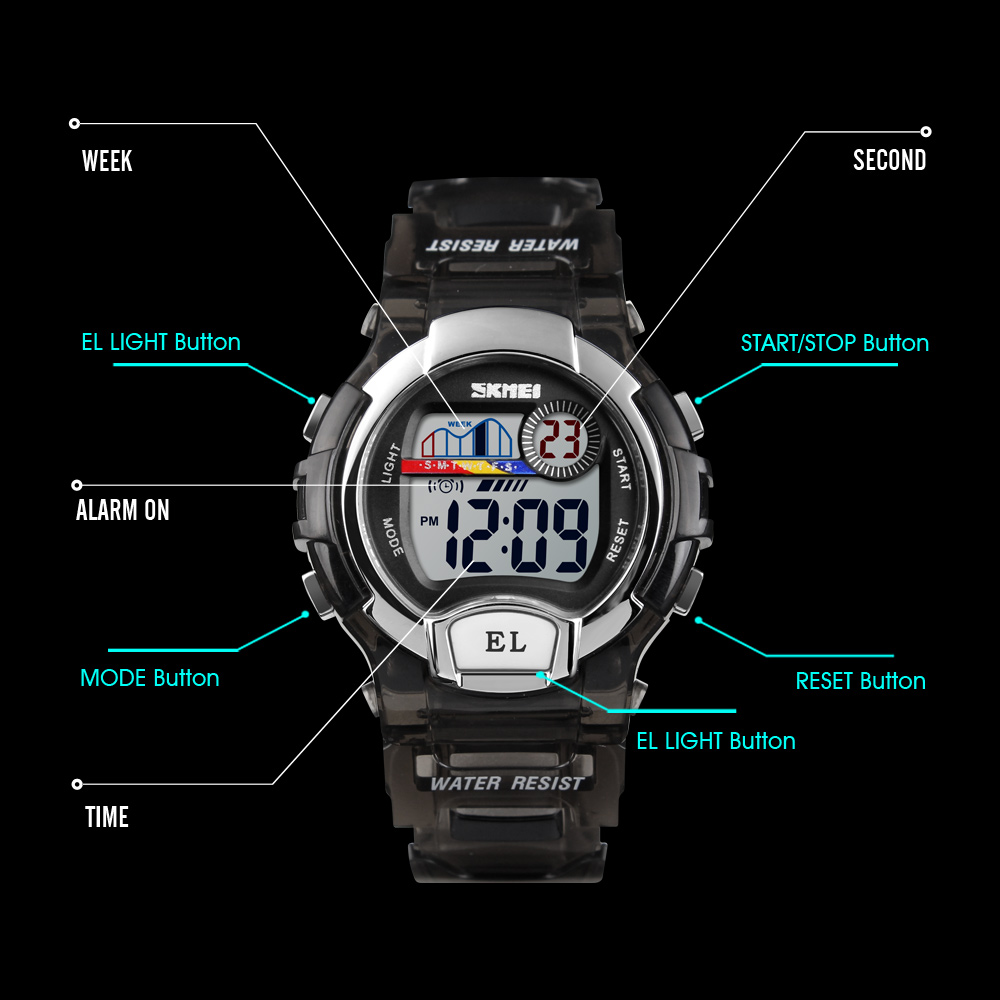 WEEK
SECOND
WATER RESIST
EL LIGHT Button
START/STOP Button
SKMEI
WEEK
23
LIGHT
S·M·T·W·T·F·S
START
ALARM ON
PM 12:09
MODE
RESET
EL
MODE Button
RESET Button
EL LIGHT Button
WATER RESIST
TIME